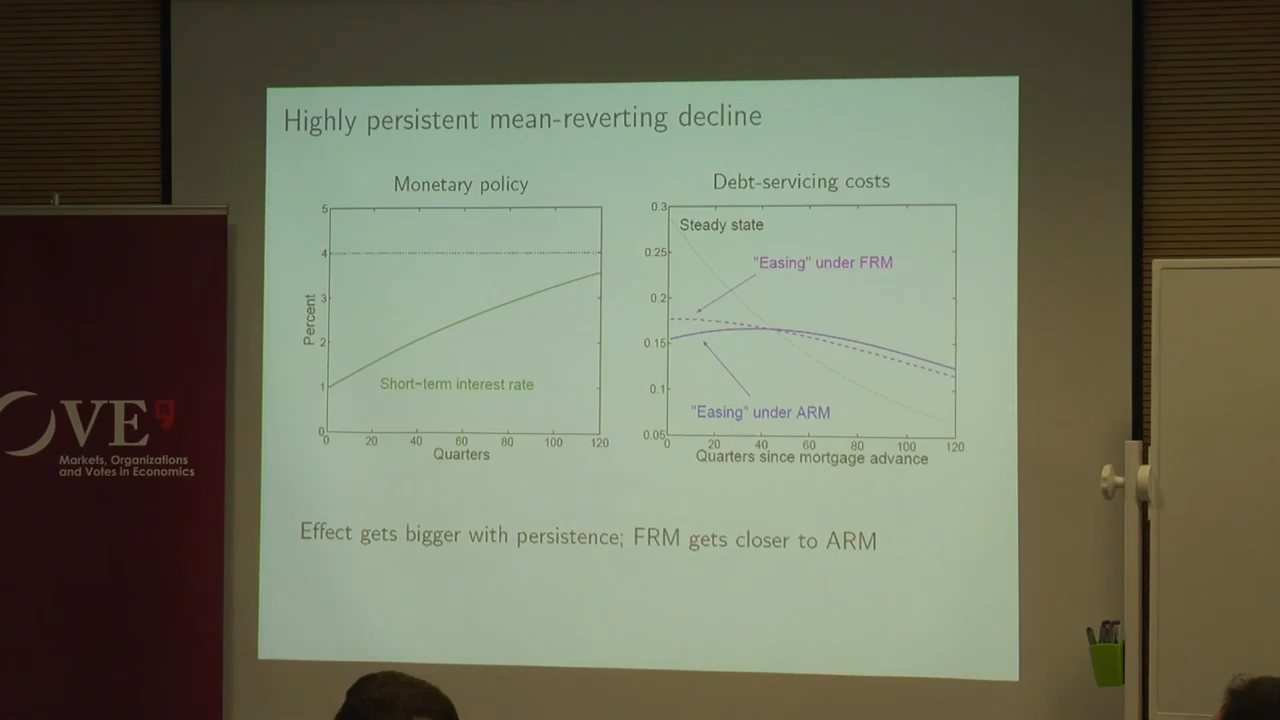 Highly persistent mean-reverting decline
Monetary policy
5
4
3
2
1
0
Percent
Short-term interest rate
0 20 40 60 80 100 120
Quarters
Debt-servicing costs
0.3
0.25
0.2
0.15
0.1
0.05
Steady state
"Easing" under FRM
"Easing" under ARM
0 20 40 60 80 100 120
Quarters since mortgage advance
Effect gets bigger with persistence; FRM gets closer to ARM
OVE
Markets, Organizations
and Votes in Economics